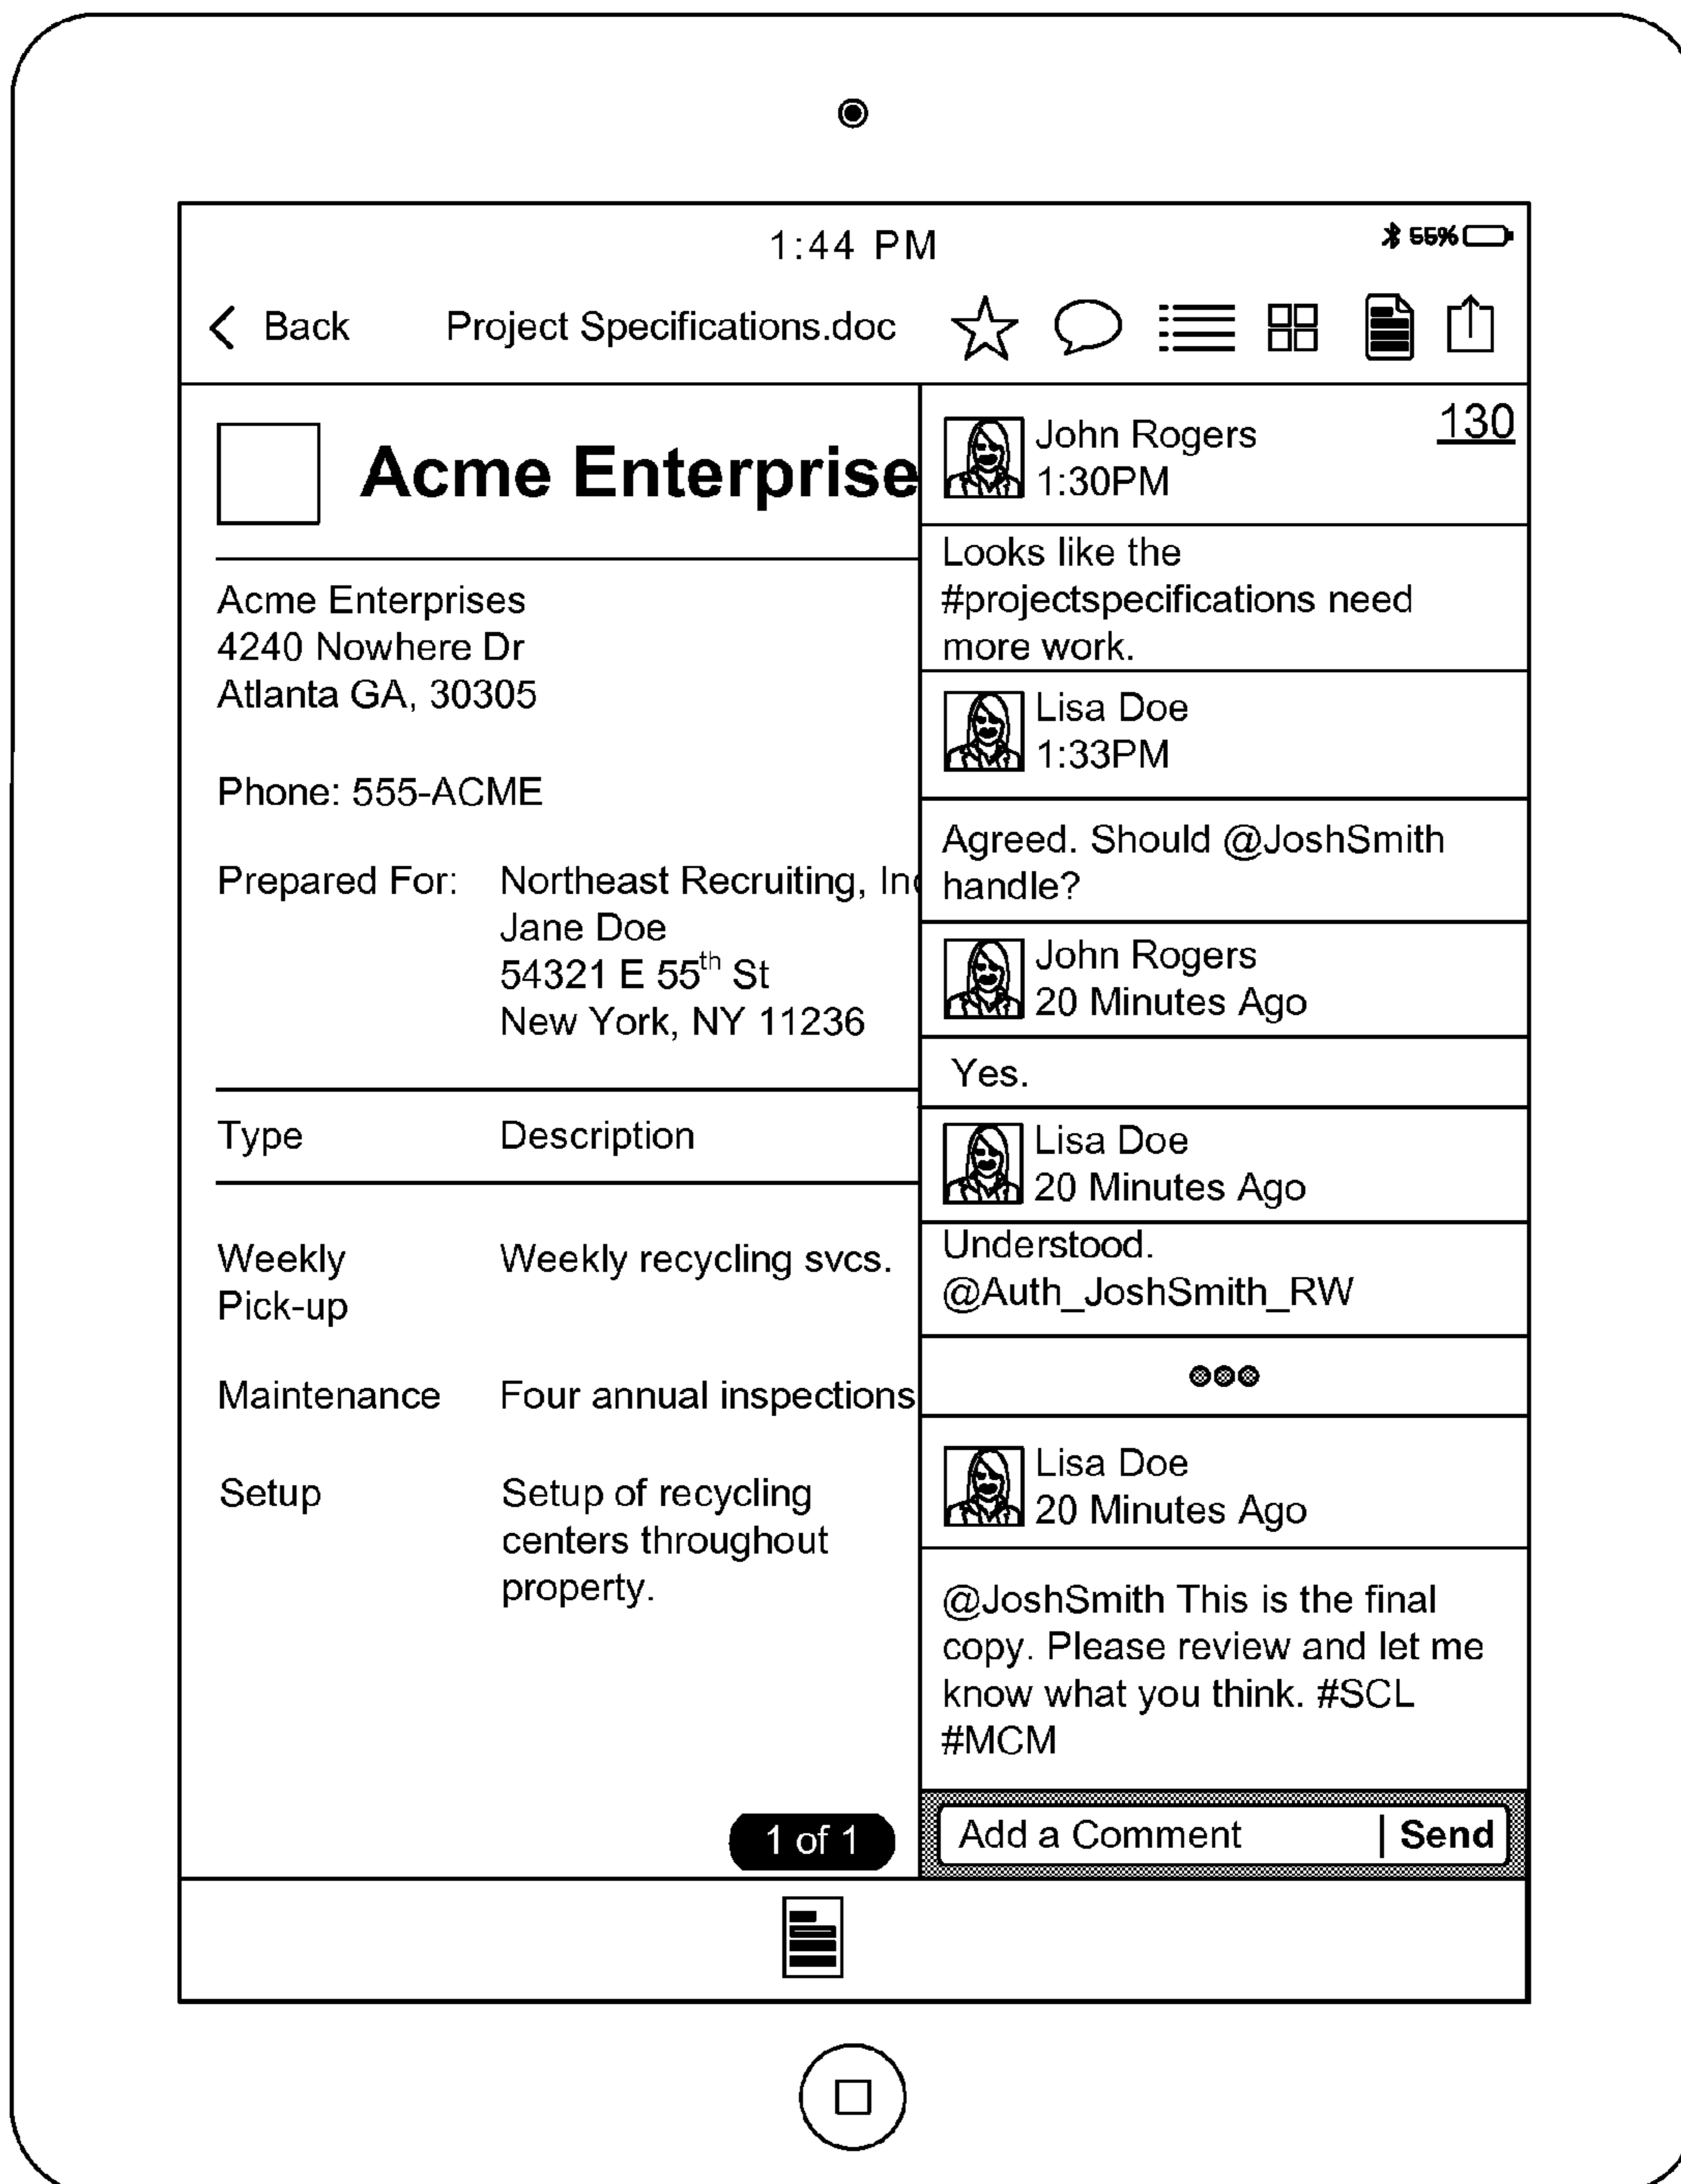 1:44 PM
55%
Back
Project Specifications.doc
Acme Enterprise
Acme Enterprises
4240 Nowhere Dr
Atlanta GA, 30305
Phone: 555-ACME
Prepared For: Northeast Recruiting, Inc
Jane Doe
54321 E 55th St
New York, NY 11236
Type Description
Weekly Pick-up
Weekly recycling svcs.
Maintenance Four annual inspections
Setup
Setup of recycling
centers throughout
property.
1 of 1
130
John Rogers
1:30PM
Looks like the
#projectspecifications need
more work.
Lisa Doe
1:33PM
Agreed. Should @JoshSmith
handle?
John Rogers
20 Minutes Ago
Yes.
Lisa Doe
20 Minutes Ago
Understood.
@Auth_JoshSmith_RW
Lisa Doe
20 Minutes Ago
@JoshSmith This is the final
copy. Please review and let me
know what you think. #SCL
#MCM
Add a Comment | Send